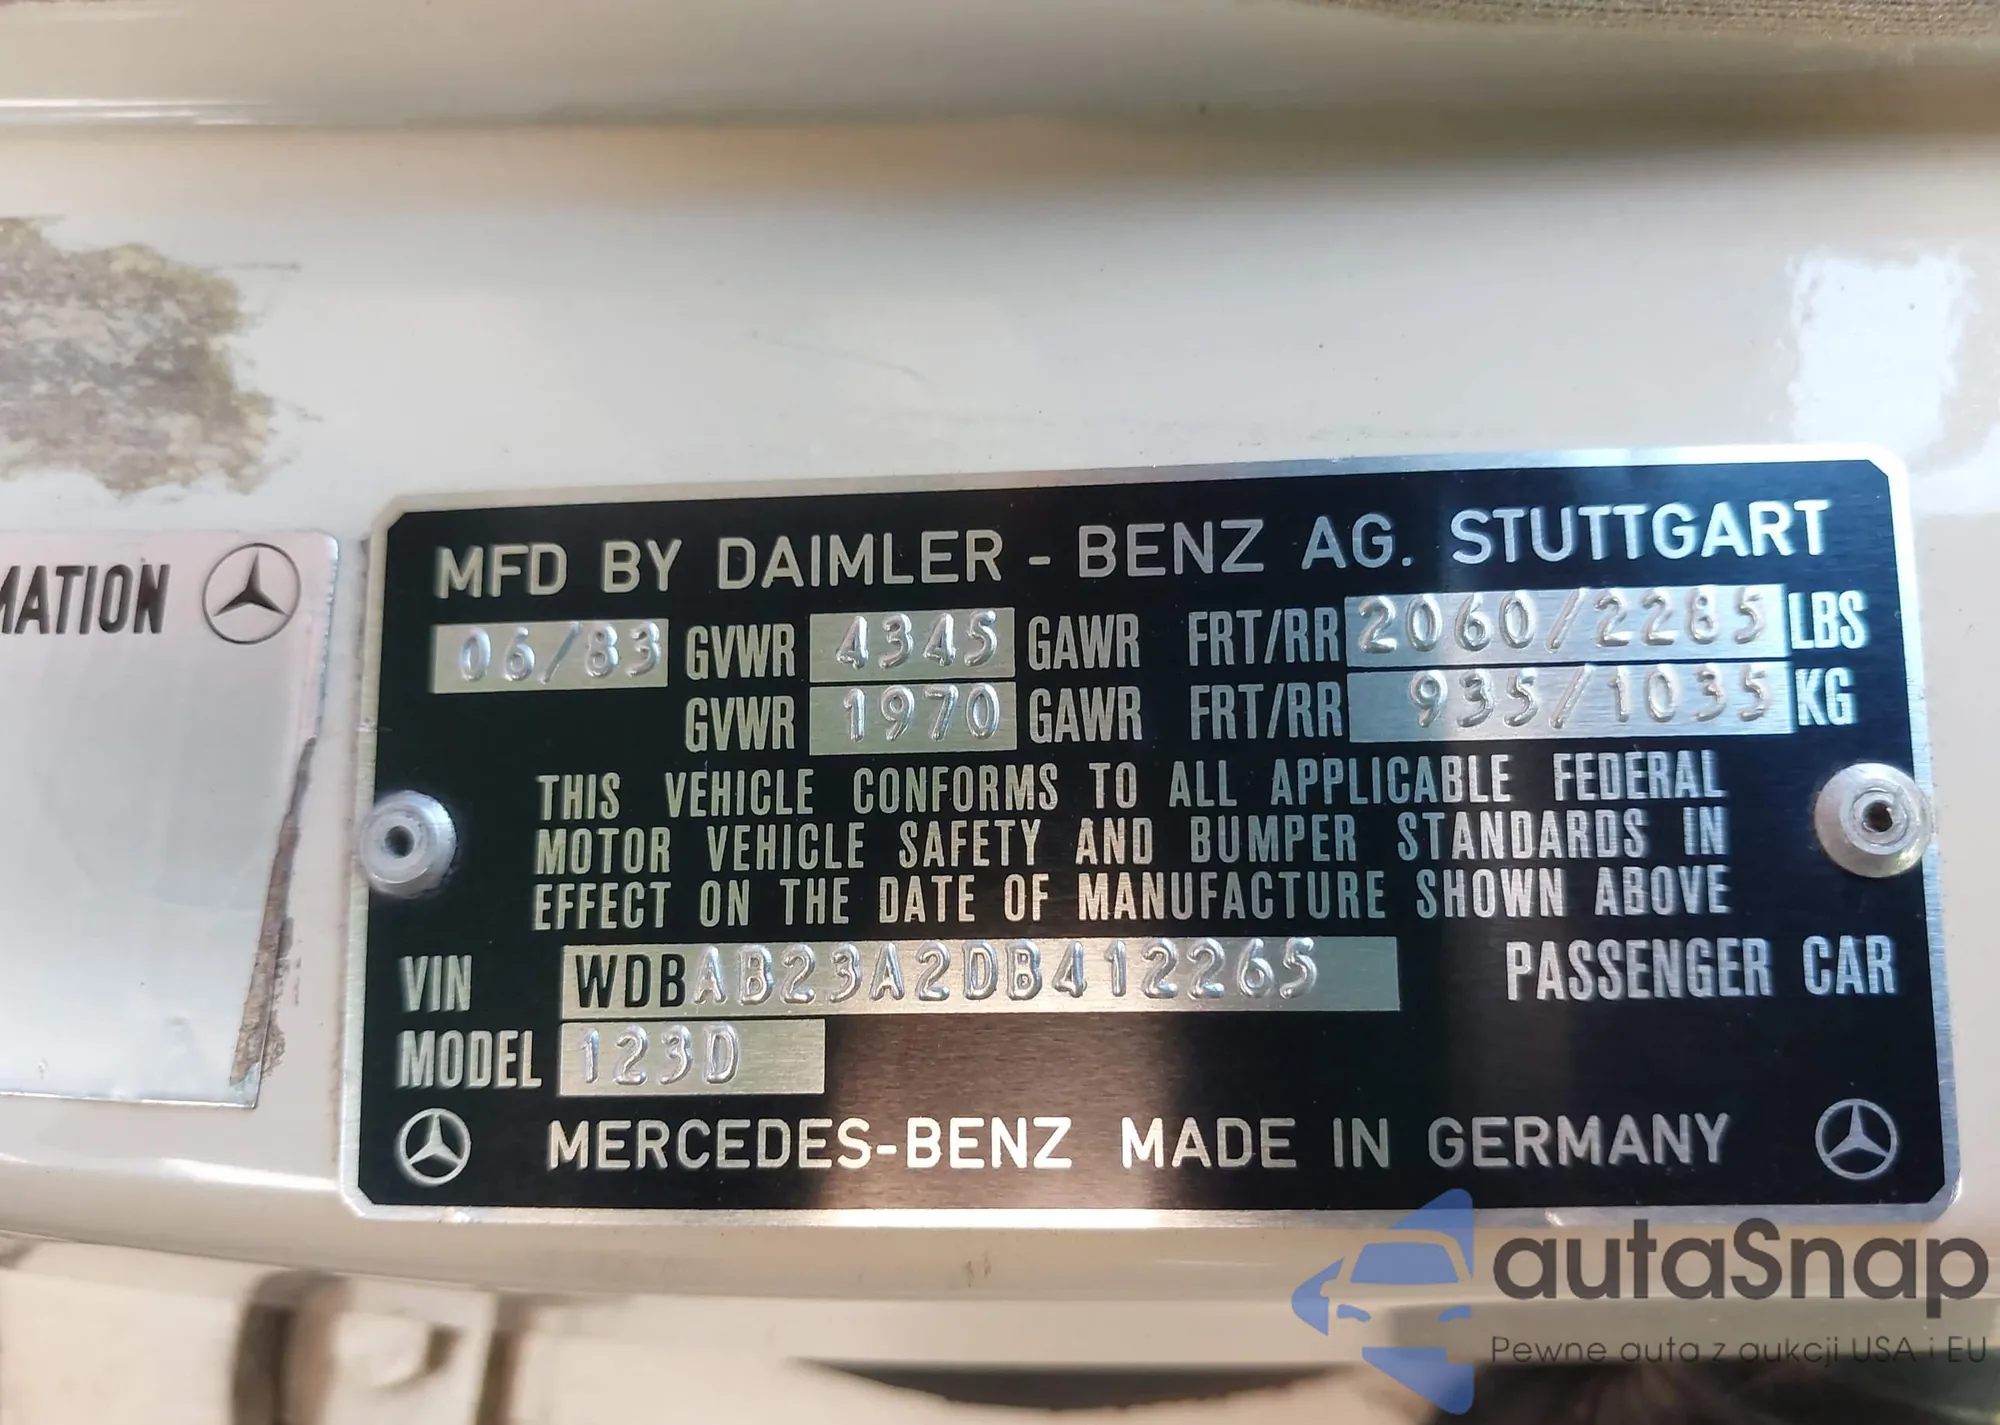 MATION
MFD BY DAIMLER - BENZ AG. STUTTGART
06/83 GVWR 4345 GAWR FRT/RR 2060/2285 LBS
GVWR 1970 GAWR FRT/RR 935/1035 KG
THIS VEHICLE CONFORMS TO ALL APPLICABLE FEDERAL
MOTOR VEHICLE SAFETY AND BUMPER STANDARDS IN
EFFECT ON THE DATE OF MANUFACTURE SHOWN ABOVE
VIN WDBAB23A2DB412265 PASSENGER CAR
MODEL 123D
MERCEDES-BENZ MADE IN GERMANY
autaSnap
Pewne auta z aukcji USA i EU